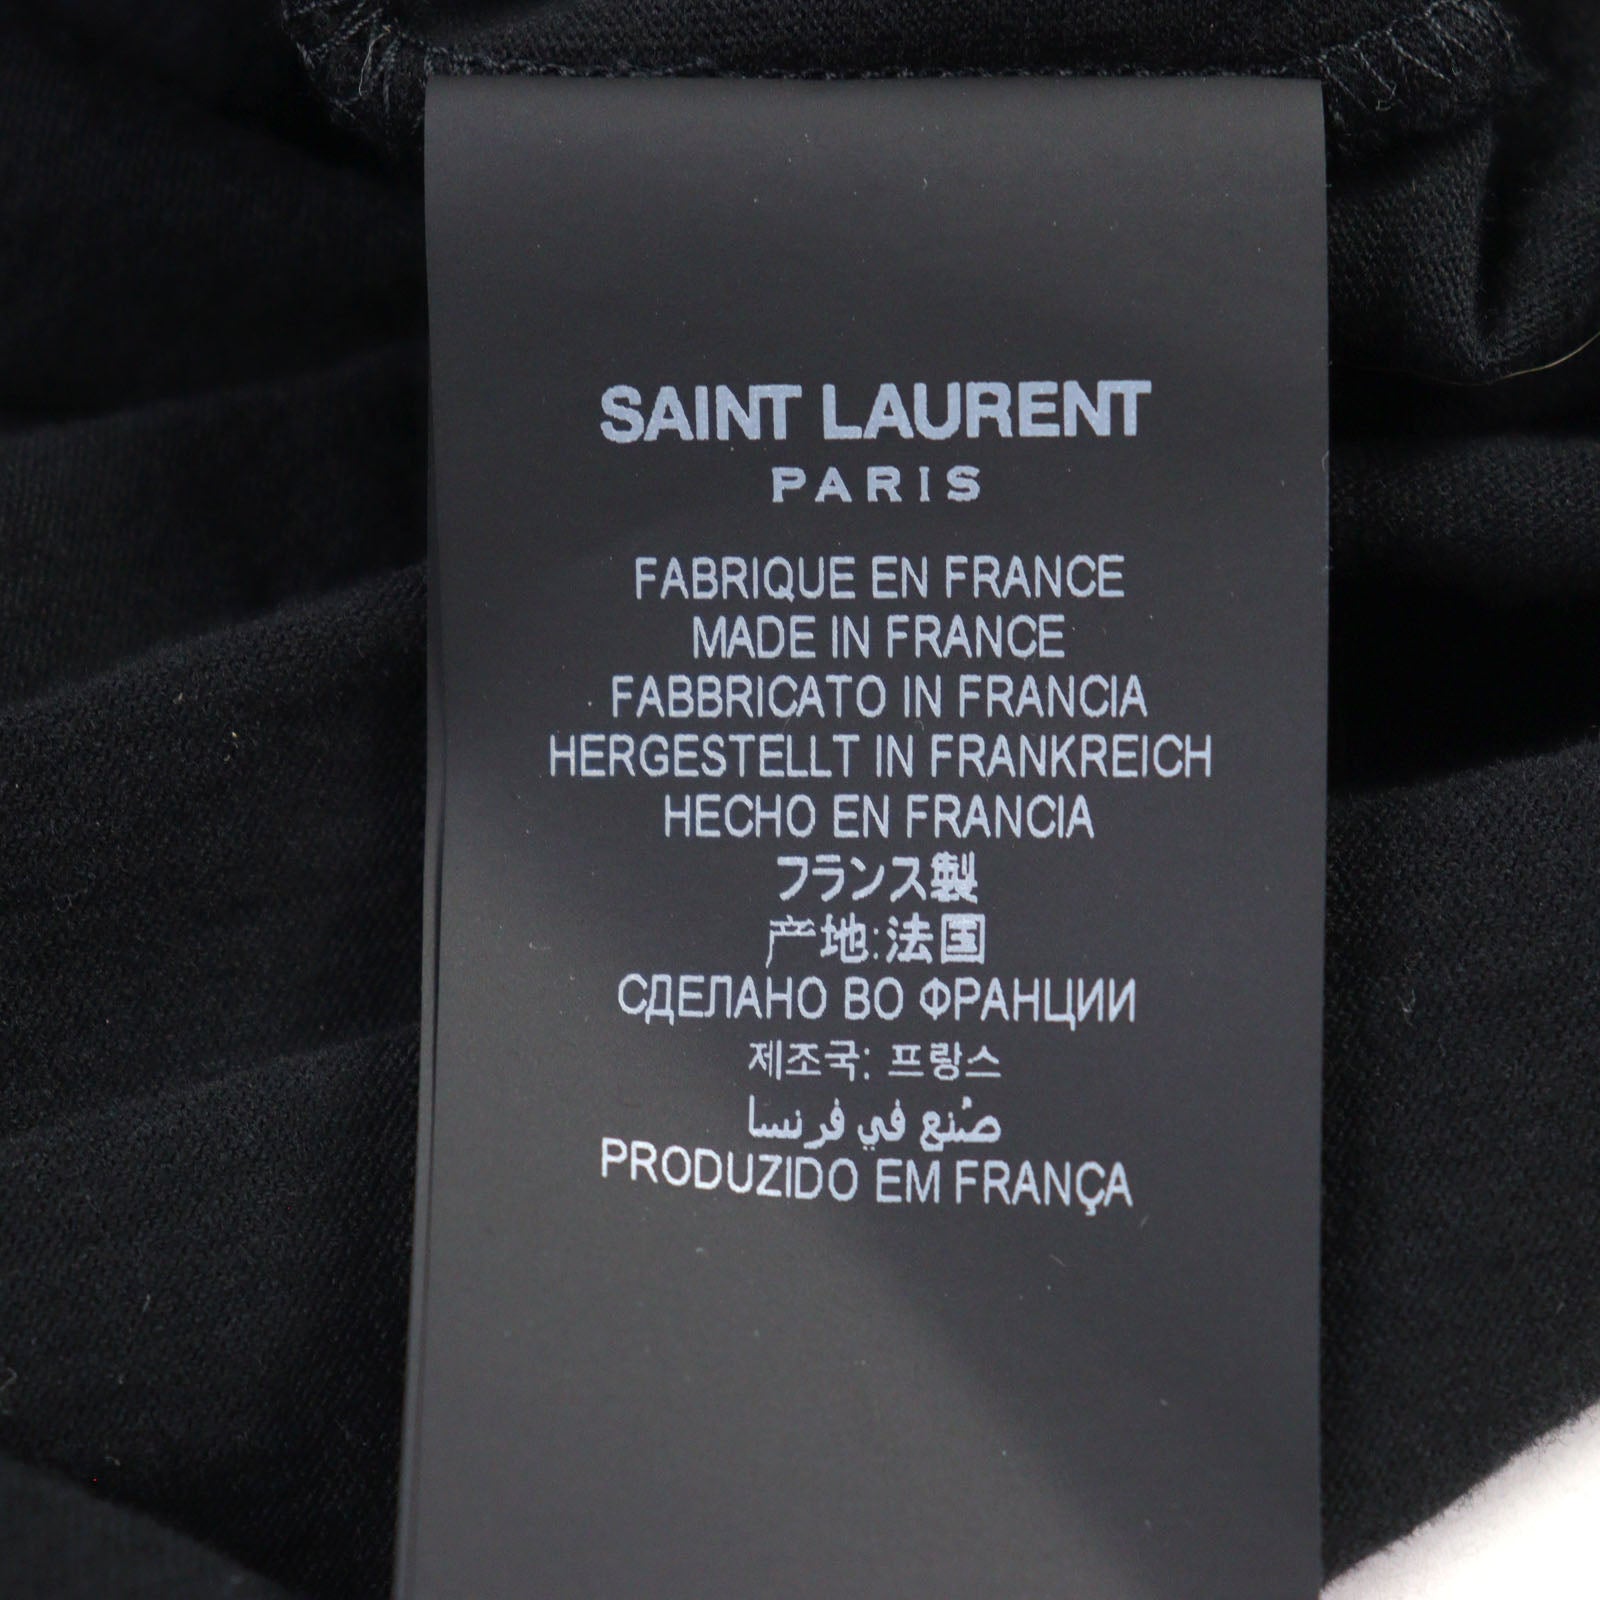 SAINT LAURENT
PARIS
FABRIQUE EN FRANCE
MADE IN FRANCE
FABBRICATO IN FRANCIA
HERGESTELLT IN FRANKREICH
HECHO EN FRANCIA
フランス製
产地:法国
СДЕЛАНО ВО ФРАНЦИИ
제조국: 프랑스
صُنع في فرنسا
PRODUZIDO EM FRANÇA